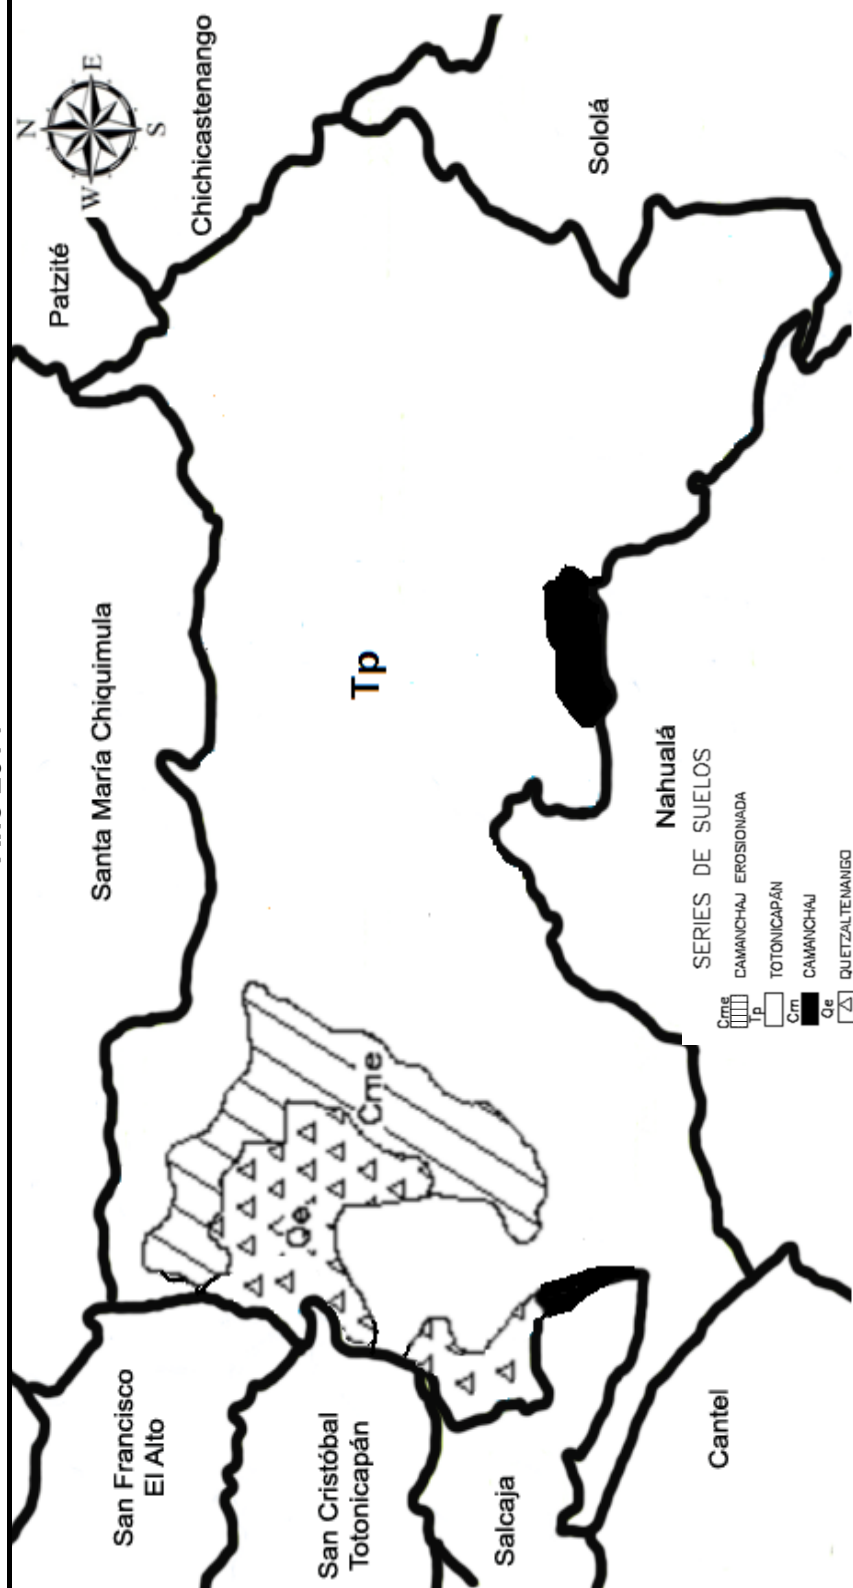 N
W
E
S
Patzité
Santa María Chiquimula
Chichicastenango
San Francisco
El Alto
Qe
Cme
Tp
San Cristóbal
Totonicapán
Salcaja
Sololá
Nahualá
Cantel
SERIES DE SUELOS
Cme CAMANCHAJ EROSIONADA
Tp TOTONICAPÁN
Cm CAMANCHAJ
Qe QUETZALTENANGO